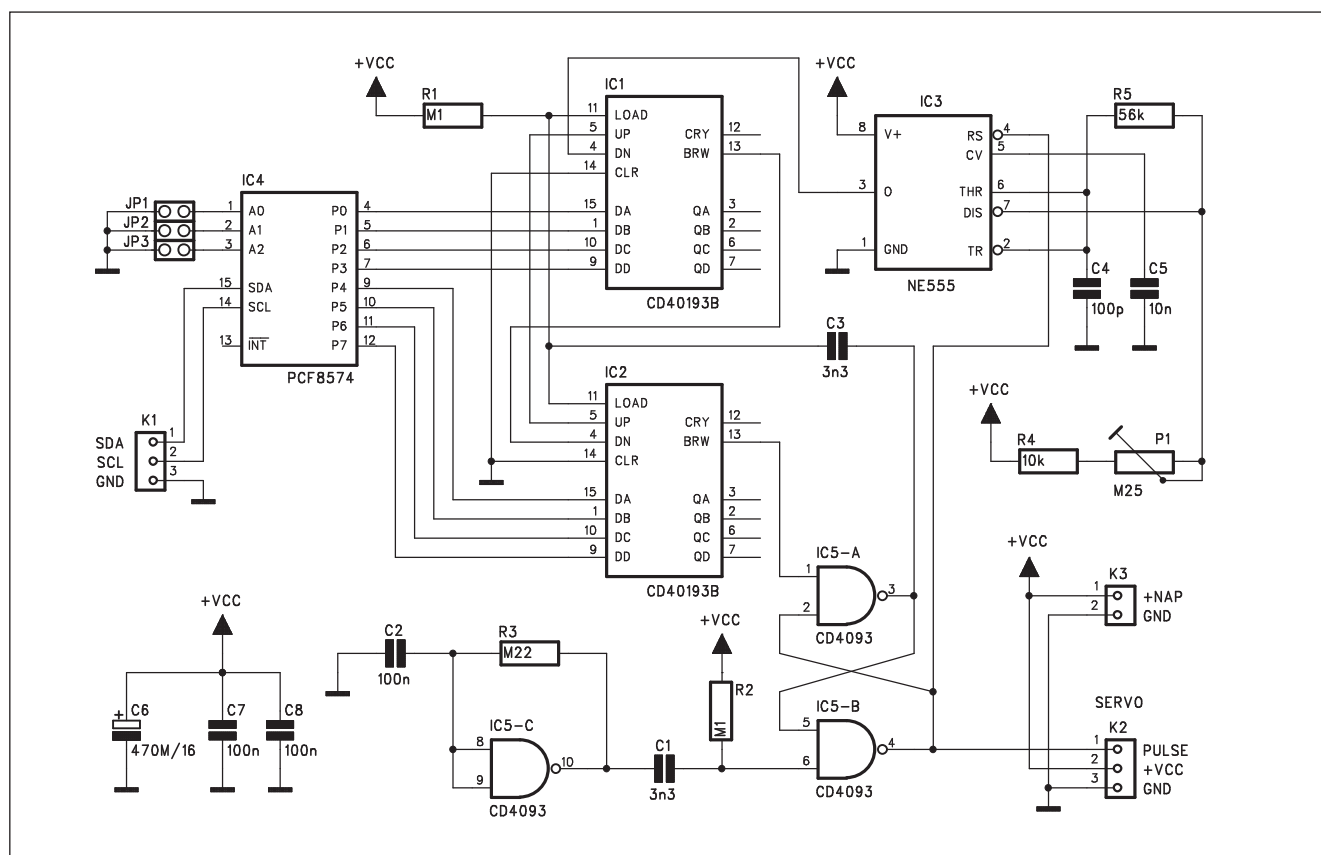 +VCC
R1
M1
IC1
11 LOAD
5 UP
4 DN
14 CLR
15 DA
1 DB
10 DC
9 DD
CRY 12
BRW 13
QA 3
QB 2
QC 6
QD 7
CD40193B
+VCC
IC3
8 V+
3 O
1 GND
RS 4
CV 5
THR 6
DIS 7
TR 2
NE555
R5
56k
C4
100p
C5
10n
IC4
JP1
JP2
JP3
1 A0
2 A1
3 A2
15 SDA
14 SCL
13 INT
P0 4
P1 5
P2 6
P3 7
P4 9
P5 10
P6 11
P7 12
PCF8574
C3
3n3
K1
SDA 1
SCL 2
GND 3
IC2
11 LOAD
5 UP
4 DN
14 CLR
15 DA
1 DB
10 DC
9 DD
CRY 12
BRW 13
QA 3
QB 2
QC 6
QD 7
CD40193B
+VCC
R4
10k
P1
M25
IC5-A
1
2
3
CD4093
+VCC
K3
1 +NAP
2 GND
+VCC
C6
+
470M/16
C7
100n
C8
100n
C2
100n
R3
M22
IC5-C
8
9
10
CD4093
C1
3n3
+VCC
R2
M1
IC5-B
5
6
4
CD4093
SERVO
K2
1 PULSE
2 +VCC
3 GND